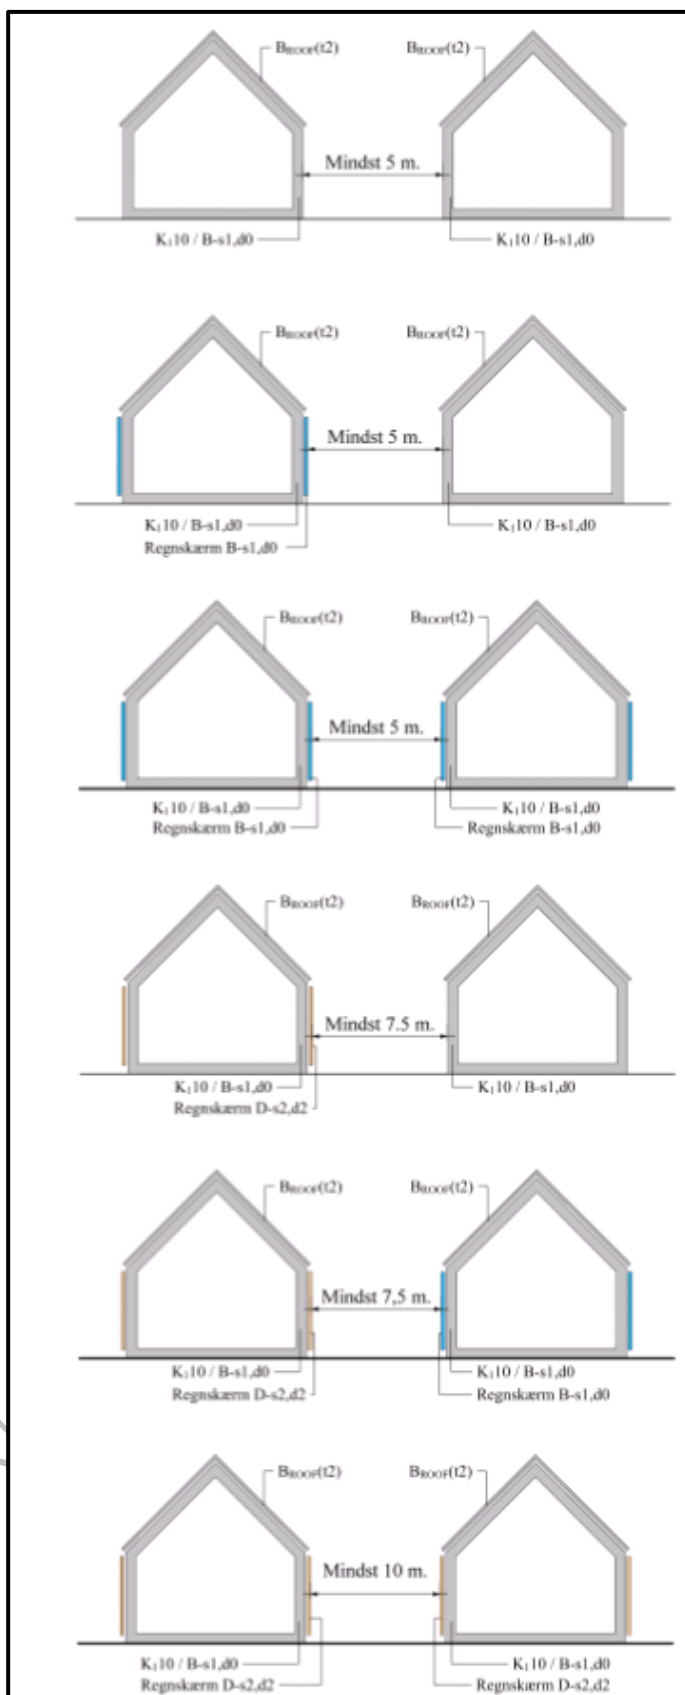 BROOF(t2) BROOF(t2)
Mindst 5 m.
K₁10 / B-s1,d0 K₁10 / B-s1,d0
BROOF(t2) BROOF(t2)
Mindst 5 m.
K₁10 / B-s1,d0 K₁10 / B-s1,d0
Regnskærm B-s1,d0
BROOF(t2) BROOF(t2)
Mindst 5 m.
K₁10 / B-s1,d0 K₁10 / B-s1,d0
Regnskærm B-s1,d0 Regnskærm B-s1,d0
BROOF(t2) BROOF(t2)
Mindst 7.5 m.
K₁10 / B-s1,d0 K₁10 / B-s1,d0
Regnskærm D-s2,d2
BROOF(t2) BROOF(t2)
Mindst 7,5 m.
K₁10 / B-s1,d0 K₁10 / B-s1,d0
Regnskærm D-s2,d2 Regnskærm B-s1,d0
BROOF(t2) BROOF(t2)
Mindst 10 m.
K₁10 / B-s1,d0 K₁10 / B-s1,d0
Regnskærm D-s2,d2 Regnskærm D-s2,d2